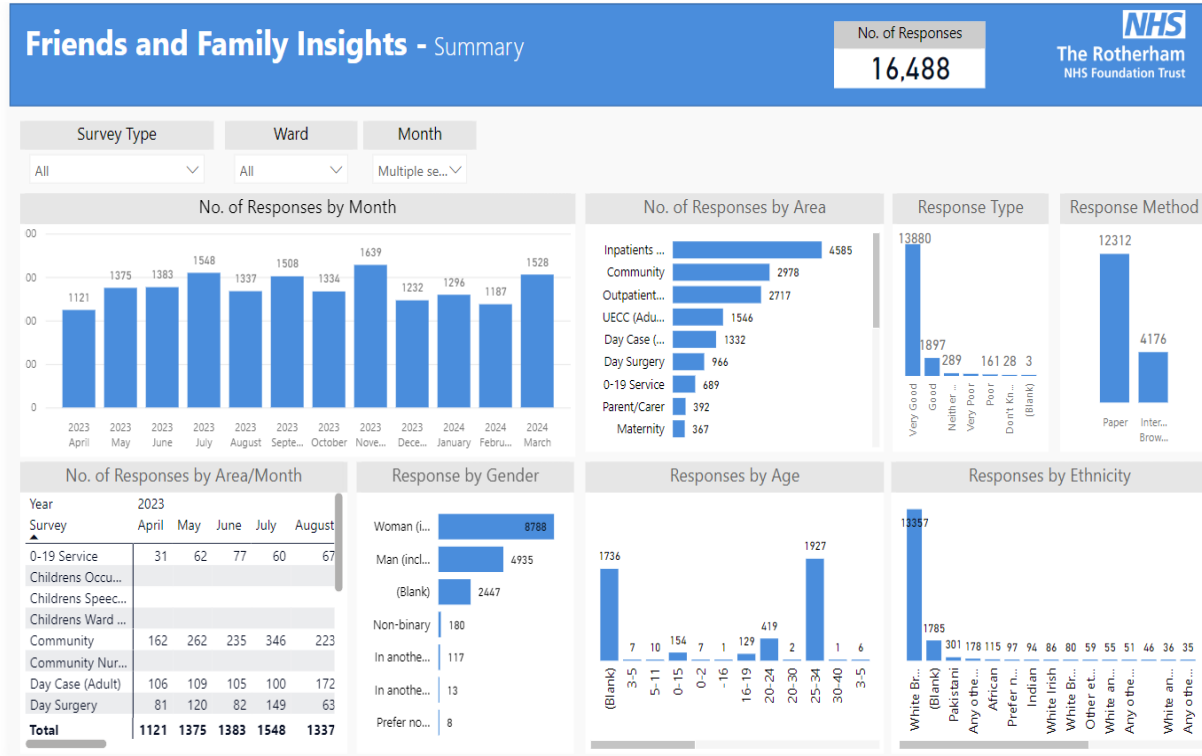 Friends and Family Insights - Summary
No. of Responses
16,488
NHS
The Rotherham
NHS Foundation Trust
Survey Type
Ward
Month
All
All
Multiple se...
No. of Responses by Month
00
00
00
00
0
1121
1375
1383
1548
1337
1508
1334
1639
1232
1296
1187
1528
2023 2023 2023 2023 2023 2023 2023 2023 2023 2024 2024 2024
April May June July August Septe... October Nove... Dece... January Febru... March
No. of Responses by Area
Inpatients ... 4585
Community 2978
Outpatient... 2717
UECC (Adu... 1546
Day Case (... 1332
Day Surgery 966
0-19 Service 689
Parent/Carer 392
Maternity 367
Response Type
13880
1897
289
161
28
3
Very Good
Good
Neither ...
Very Poor
Poor
Don't Kn...
(Blank)
Response Method
12312
4176
Paper
Inter...
Brow...
No. of Responses by Area/Month
Year 2023
Survey April May June July August
0-19 Service 31 62 77 60 67
Childrens Occu...
Childrens Speec...
Childrens Ward ...
Community 162 262 235 346 223
Community Nur...
Day Case (Adult) 106 109 105 100 172
Day Surgery 81 120 82 149 63
Total 1121 1375 1383 1548 1337
Response by Gender
Woman (i... 8788
Man (incl... 4935
(Blank) 2447
Non-binary 180
In anothe... 117
In anothe... 13
Prefer no... 8
Responses by Age
1736
7
10
154
7
1
129
419
2
1927
1
6
(Blank)
3-5
5-11
0-15
0-2
-16
16-19
20-24
20-30
25-34
30-40
3-5
Responses by Ethnicity
13357
1785
301
178
115
97
94
86
80
59
55
51
46
36
35
White Br...
(Blank)
Pakistani
Any othe...
African
Prefer n...
Indian
White Irish
White Br...
Other et...
White an...
Any othe...
White an...
Any othe...